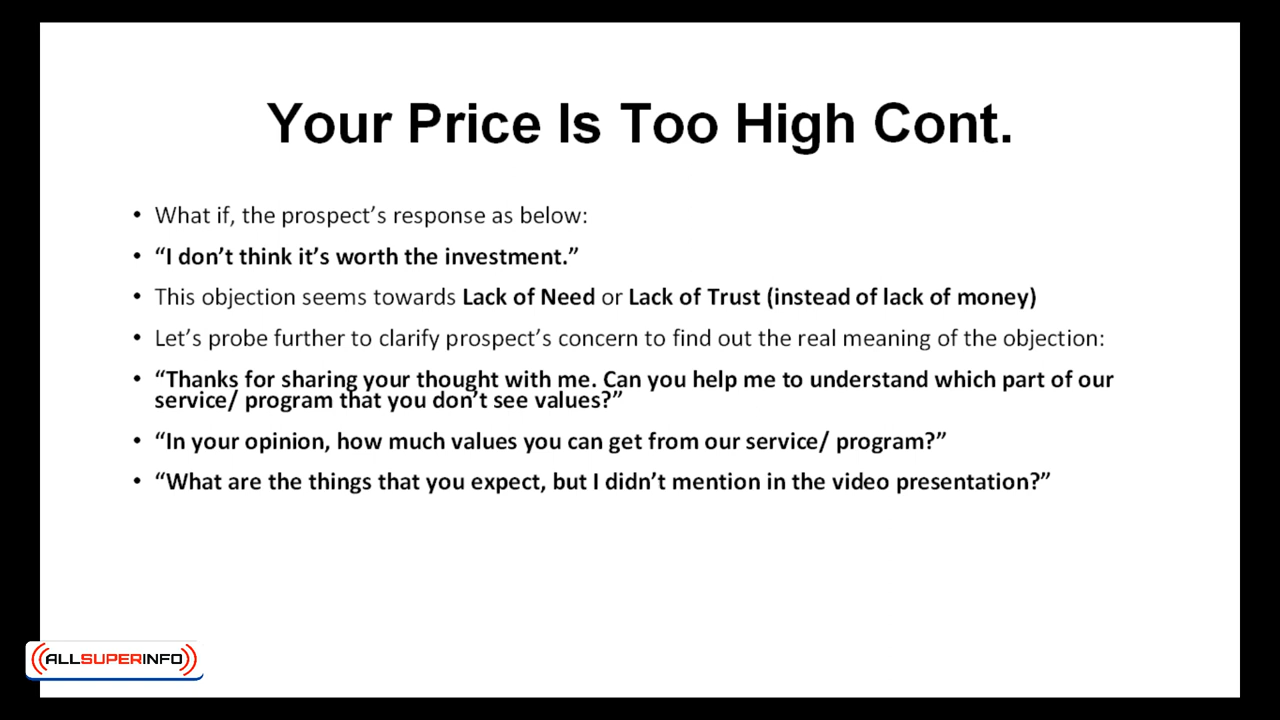 Your Price Is Too High Cont.
• What if, the prospect’s response as below:
• “I don’t think it’s worth the investment.”
• This objection seems towards Lack of Need or Lack of Trust (instead of lack of money)
• Let’s probe further to clarify prospect’s concern to find out the real meaning of the objection:
• “Thanks for sharing your thought with me. Can you help me to understand which part of our
service/ program that you don’t see values?”
• “In your opinion, how much values you can get from our service/ program?”
• “What are the things that you expect, but I didn’t mention in the video presentation?”
ALLSUPERINFO